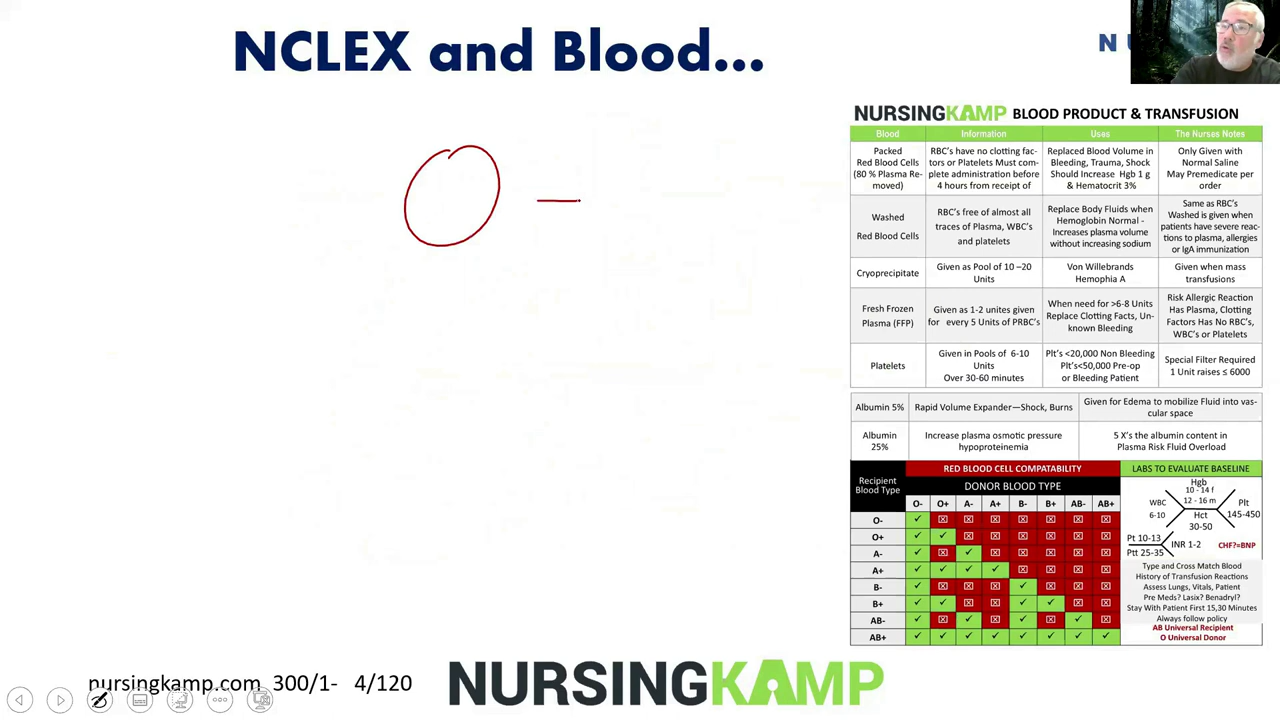 NCLEX and Blood...
N U
O -
NURSINGKAMP BLOOD PRODUCT & TRANSFUSION
Blood Information Uses The Nurses Notes
Packed
Red Blood Cells
(80 % Plasma Re-
moved)
RBC's have no clotting fac-
tors or Platelets Must com-
plete administration before
4 hours from receipt of
Replaced Blood Volume in
Bleeding, Trauma, Shock
Should Increase Hgb 1 g
& Hematocrit 3%
Only Given with
Normal Saline
May Premedicate per
order
Washed
Red Blood Cells
RBC's free of almost all
traces of Plasma, WBC's
and platelets
Replace Body Fluids when
Hemoglobin Normal -
Increases plasma volume
without increasing sodium
Same as RBC's
Washed is given when
patients have severe reac-
tions to plasma, allergies
or IgA immunization
Cryoprecipitate
Given as Pool of 10 –20
Units
Von Willebrands
Hemophia A
Given when mass
transfusions
Fresh Frozen
Plasma (FFP)
Given as 1-2 unites given
for every 5 Units of PRBC's
When need for >6-8 Units
Replace Clotting Facts, Un-
known Bleeding
Risk Allergic Reaction
Has Plasma, Clotting
Factors Has No RBC's,
WBC's or Platelets
Platelets
Given in Pools of 6-10
Units
Over 30-60 minutes
Plt's <20,000 Non Bleeding
Plt's<50,000 Pre-op
or Bleeding Patient
Special Filter Required
1 Unit raises ≤ 6000
Albumin 5%
Rapid Volume Expander—Shock, Burns
Given for Edema to mobilize Fluid into vas-
cular space
Albumin
25%
Increase plasma osmotic pressure
hypoproteinemia
5 X's the albumin content in
Plasma Risk Fluid Overload
Recipient
Blood Type
RED BLOOD CELL COMPATABILITY
DONOR BLOOD TYPE
O- O+ A- A+ B- B+ AB- AB+
O-
O+
A-
A+
B-
B+
AB-
AB+
LABS TO EVALUATE BASELINE
Hgb
10 - 14 f
12 - 16 m
WBC
6-10
Plt
145-450
Hct
30-50
Pt 10-13
Ptt 25-35
INR 1-2
CHF?=BNP
Type and Cross Match Blood
History of Transfusion Reactions
Assess Lungs, Vitals, Patient
Pre Meds? Lasix? Benadryl?
Stay With Patient First 15,30 Minutes
Always follow policy
AB Universal Recipient
O Universal Donor
nursingkamp.com 300/1- 4/120
NURSINGKAMP